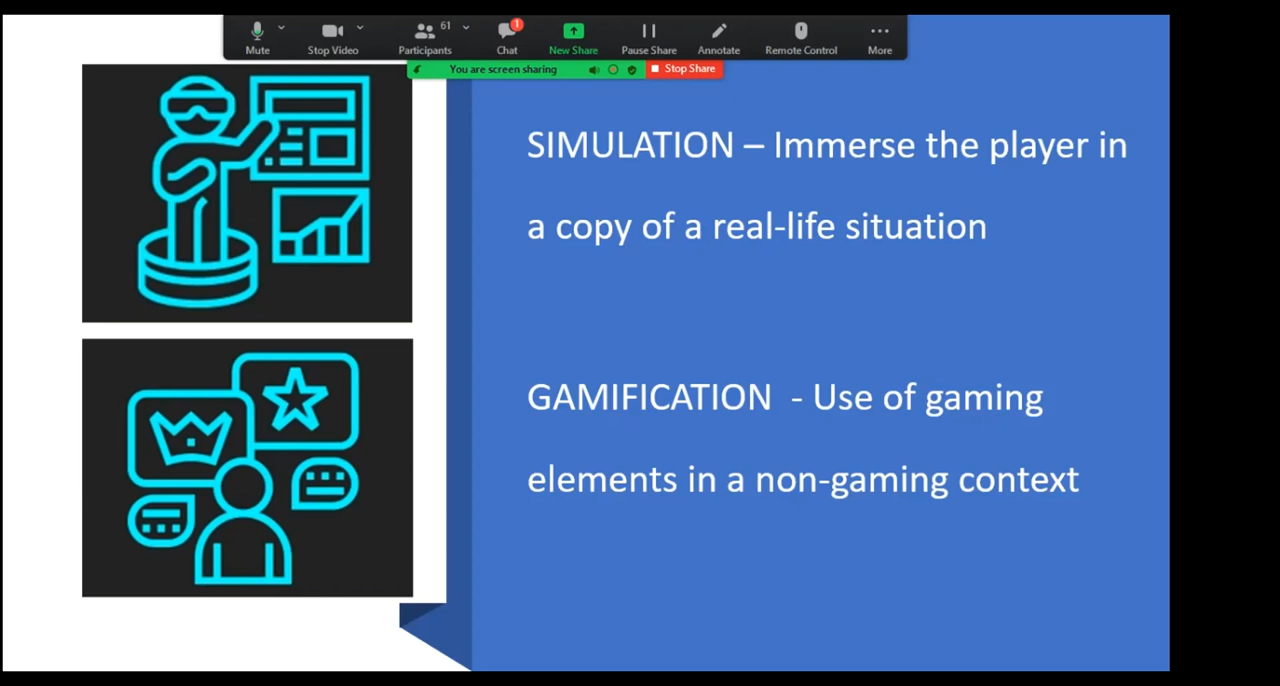 61
1
Mute
Stop Video
Participants
Chat
New Share
Pause Share
Annotate
Remote Control
More
You are screen sharing
Stop Share
SIMULATION – Immerse the player in
a copy of a real-life situation
GAMIFICATION  - Use of gaming
elements in a non-gaming context